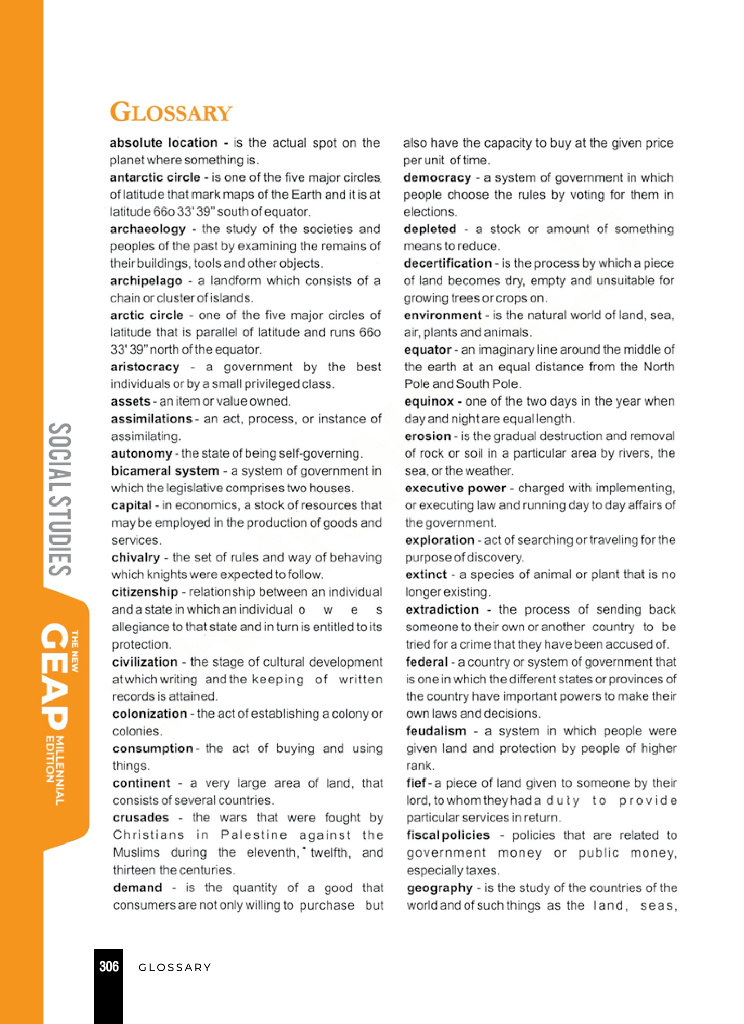 GLOSSARY
absolute location - is the actual spot on the
planet where something is.
antarctic circle - is one of the five major circles
of latitude that mark maps of the Earth and it is at
latitude 66o 33' 39" south of equator.
archaeology - the study of the societies and
peoples of the past by examining the remains of
their buildings, tools and other objects.
archipelago - a landform which consists of a
chain or cluster of islands.
arctic circle - one of the five major circles of
latitude that is parallel of latitude and runs 66o
33' 39" north of the equator.
aristocracy - a government by the best
individuals or by a small privileged class.
assets - an item or value owned.
assimilations - an act, process, or instance of
assimilating.
autonomy - the state of being self-governing.
bicameral system - a system of government in
which the legislative comprises two houses.
capital - in economics, a stock of resources that
may be employed in the production of goods and
services.
chivalry - the set of rules and way of behaving
which knights were expected to follow.
citizenship - relationship between an individual
and a state in which an individual o w e s
allegiance to that state and in turn is entitled to its
protection.
civilization - the stage of cultural development
at which writing and the keeping of written
records is attained.
colonization - the act of establishing a colony or
colonies.
consumption - the act of buying and using
things.
continent - a very large area of land, that
consists of several countries.
crusades - the wars that were fought by
Christians in Palestine against the
Muslims during the eleventh, twelfth, and
thirteen the centuries.
demand - is the quantity of a good that
consumers are not only willing to purchase but
also have the capacity to buy at the given price
per unit of time.
democracy - a system of government in which
people choose the rules by voting for them in
elections.
depleted - a stock or amount of something
means to reduce.
decertification - is the process by which a piece
of land becomes dry, empty and unsuitable for
growing trees or crops on.
environment - is the natural world of land, sea,
air, plants and animals.
equator - an imaginary line around the middle of
the earth at an equal distance from the North
Pole and South Pole.
equinox - one of the two days in the year when
day and night are equal length.
erosion - is the gradual destruction and removal
of rock or soil in a particular area by rivers, the
sea, or the weather.
executive power - charged with implementing,
or executing law and running day to day affairs of
the government.
exploration - act of searching or traveling for the
purpose of discovery.
extinct - a species of animal or plant that is no
longer existing.
extradiction - the process of sending back
someone to their own or another country to be
tried for a crime that they have been accused of.
federal - a country or system of government that
is one in which the different states or provinces of
the country have important powers to make their
own laws and decisions.
feudalism - a system in which people were
given land and protection by people of higher
rank.
fief - a piece of land given to someone by their
lord, to whom they had a d u t y t o p r o v i d e
particular services in return.
fiscal policies - policies that are related to
government money or public money,
especially taxes.
geography - is the study of the countries of the
world and of such things as the land, seas,
SOCIAL STUDIES
THE NEW
GEAP
MILLENNIAL
EDITION
306 GLOSSARY